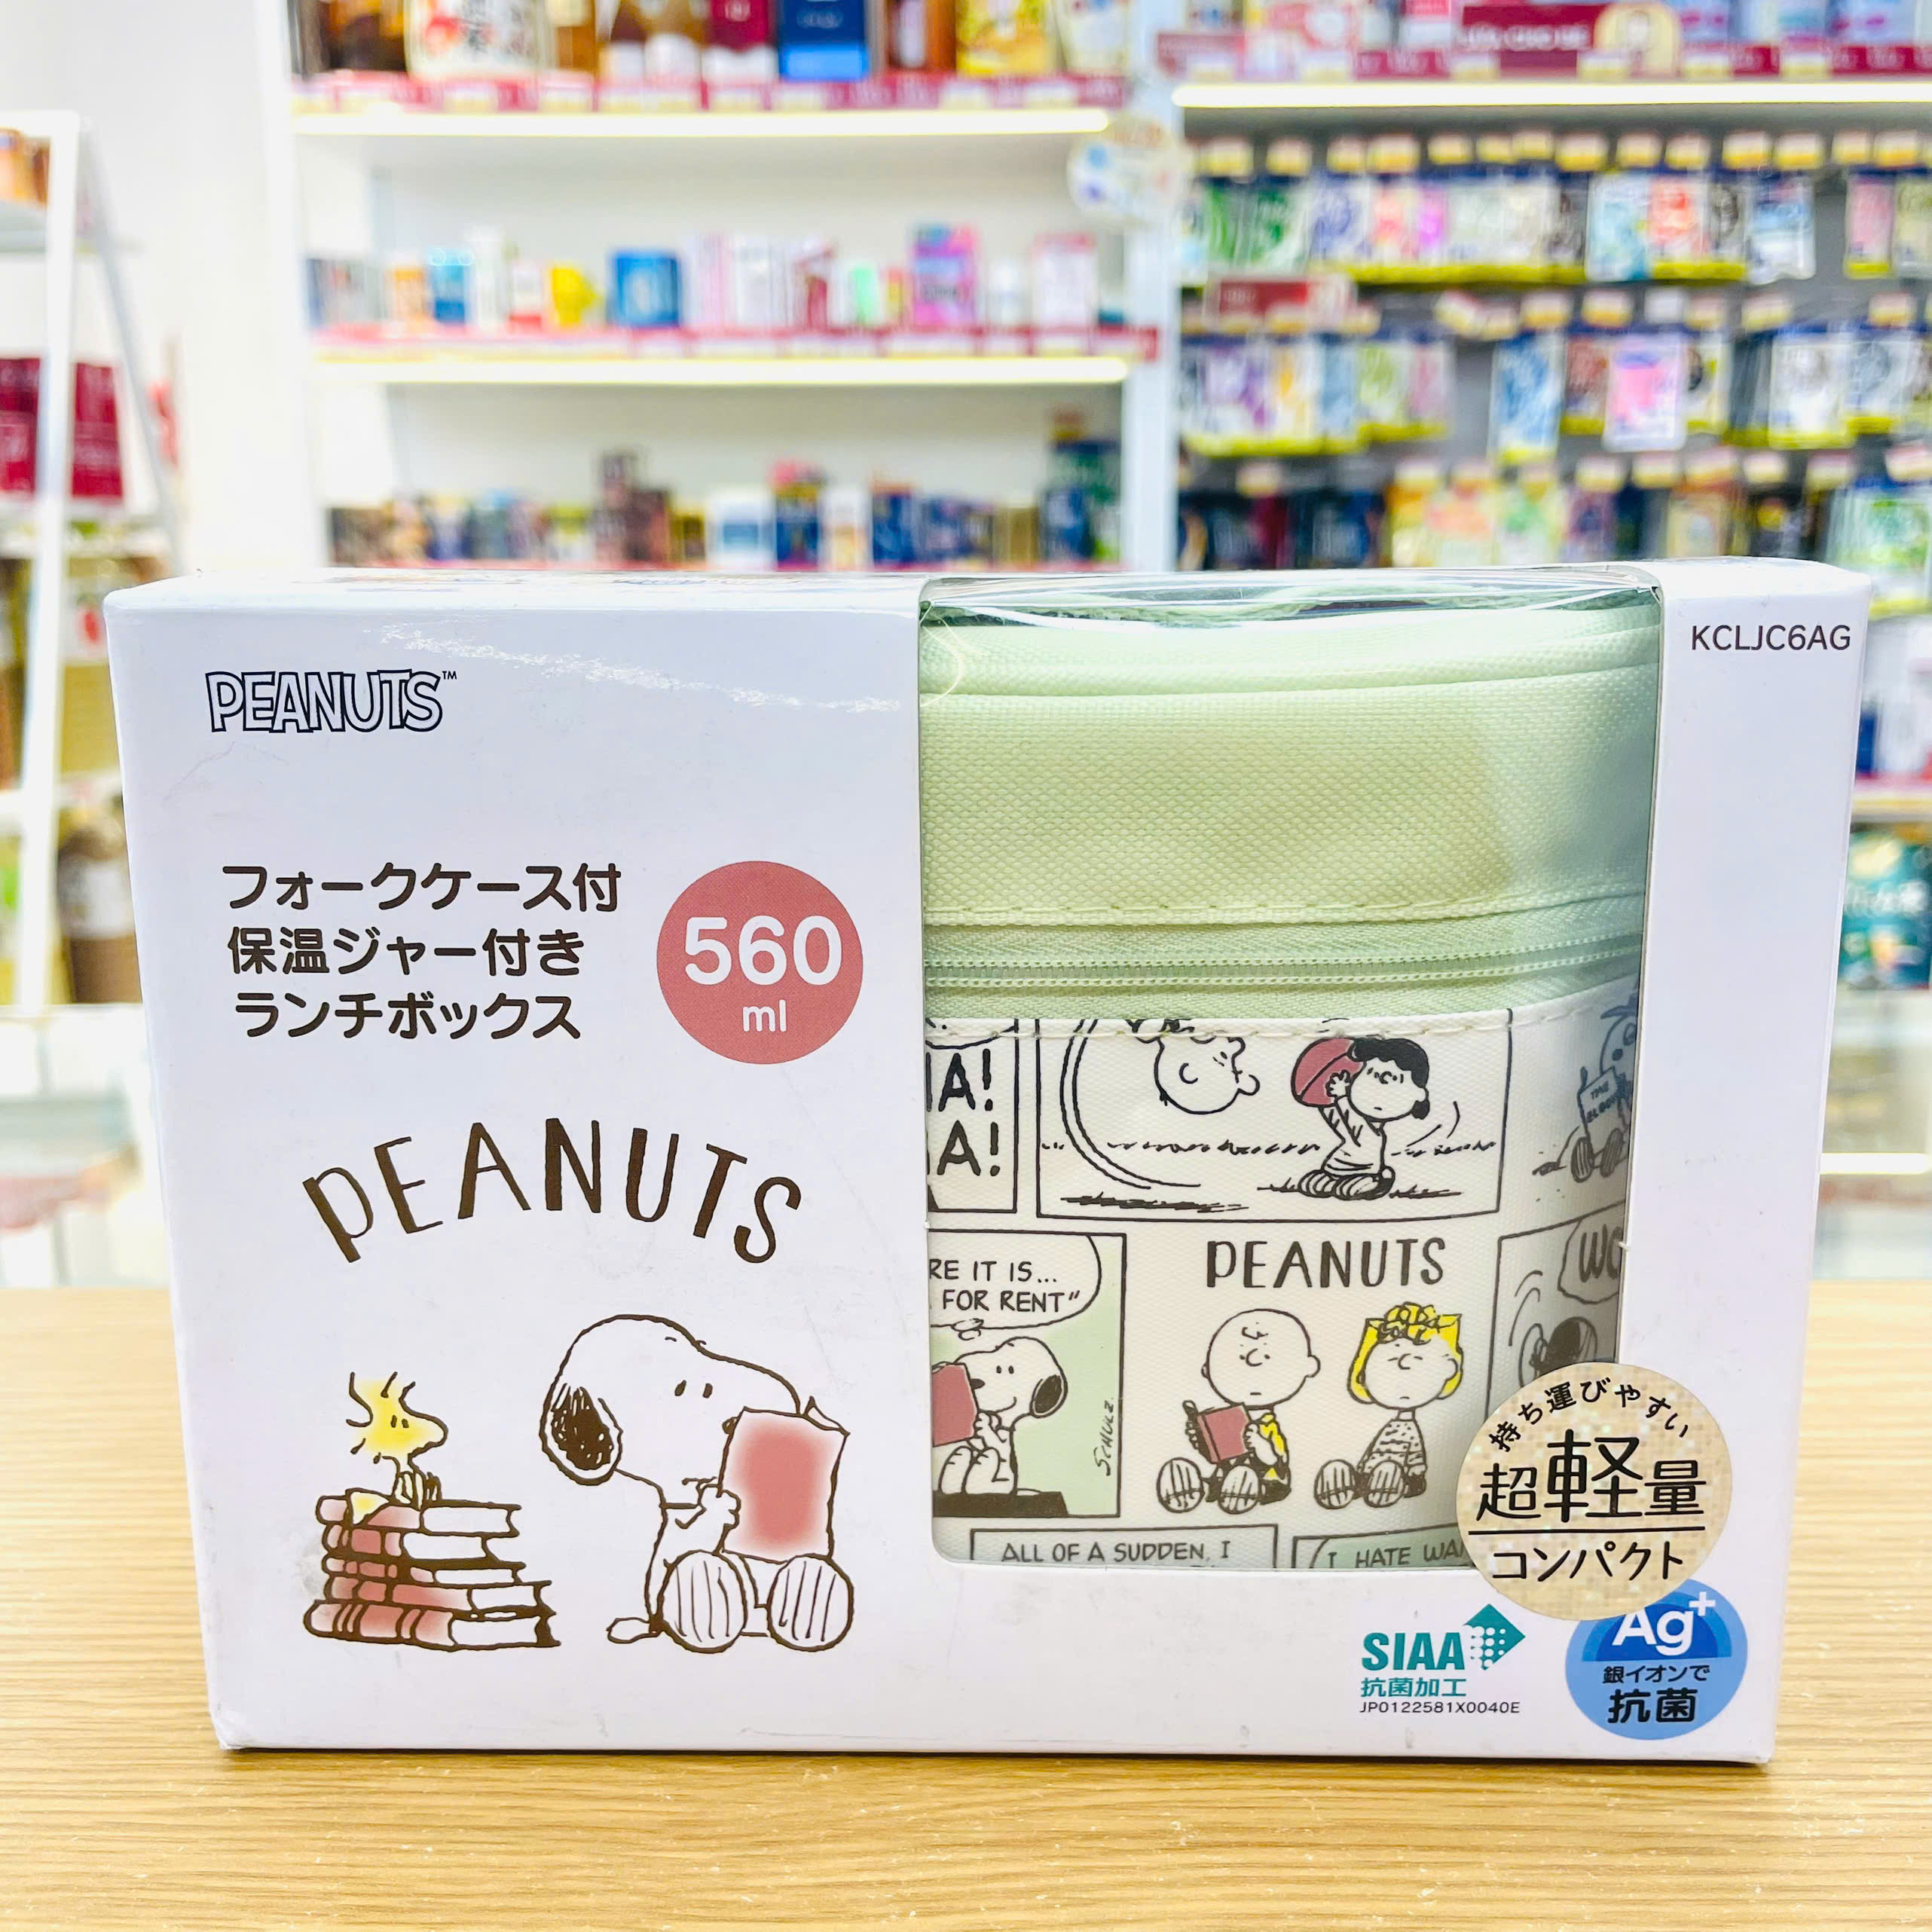 PEANUTS™
KCLJC6AG
フォークケース付
保温ジャー付き
ランチボックス
560
ml
PEANUTS
A!
A!
RE IT IS...
FOR RENT"
SCHULZ
PEANUTS
ALL OF A SUDDEN, I
I HATE
持ち運びやすい
超軽量
コンパクト
SIAA
抗菌加工
JP0122581X0040E
Ag+
銀イオンで
抗菌